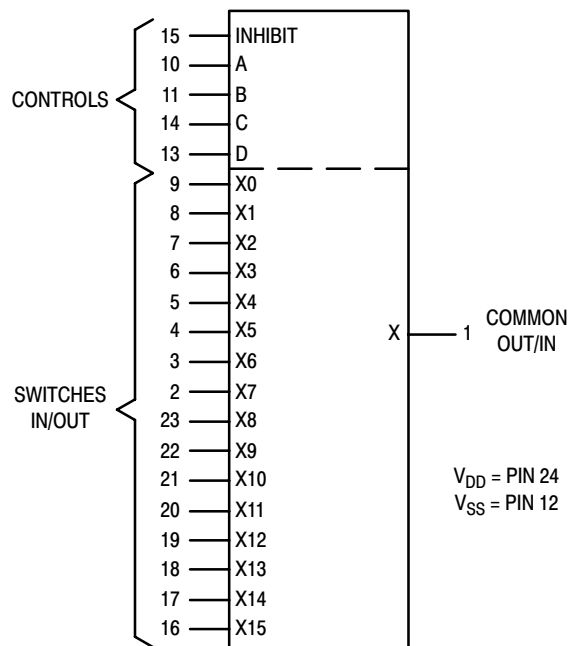 15 INHIBIT
10 A
CONTROLS 11 B
14 C
13 D
9 X0
8 X1
7 X2
6 X3
5 X4
4 X5 X 1 COMMON OUT/IN
3 X6
SWITCHES IN/OUT 2 X7
23 X8
22 X9
21 X10 VDD = PIN 24
20 X11 VSS = PIN 12
19 X12
18 X13
17 X14
16 X15